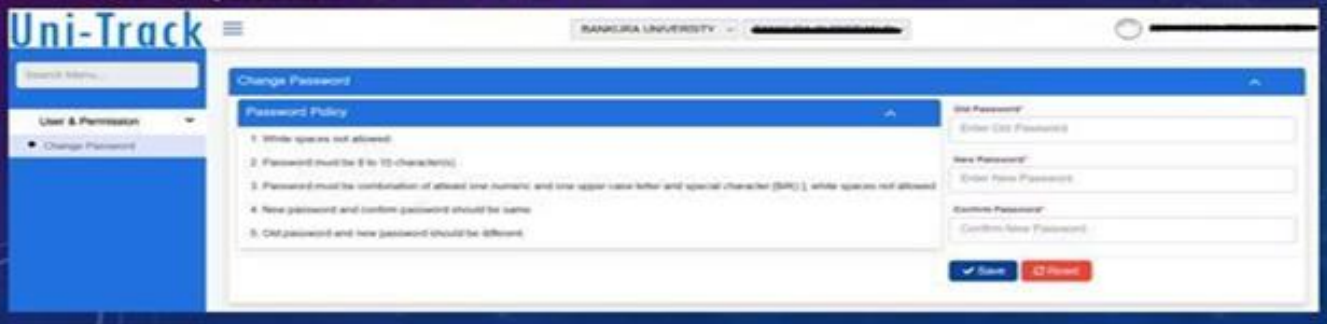 Uni-Track
BANKURA UNIVERSITY
Search Menu...
Change Password
Password Policy
User & Permission
Change Password
1. White spaces not allowed.
2. Password must be 8 to 15 character(s).
3. Password must be combination of atleast one numeric and one upper case letter and special character white spaces not allowed
4. New password and confirm password should be same
5. Old password and new password should be different
Old Password*
Enter Old Password
New Password*
Enter New Password
Confirm Password*
Confirm New Password
Save
Reset